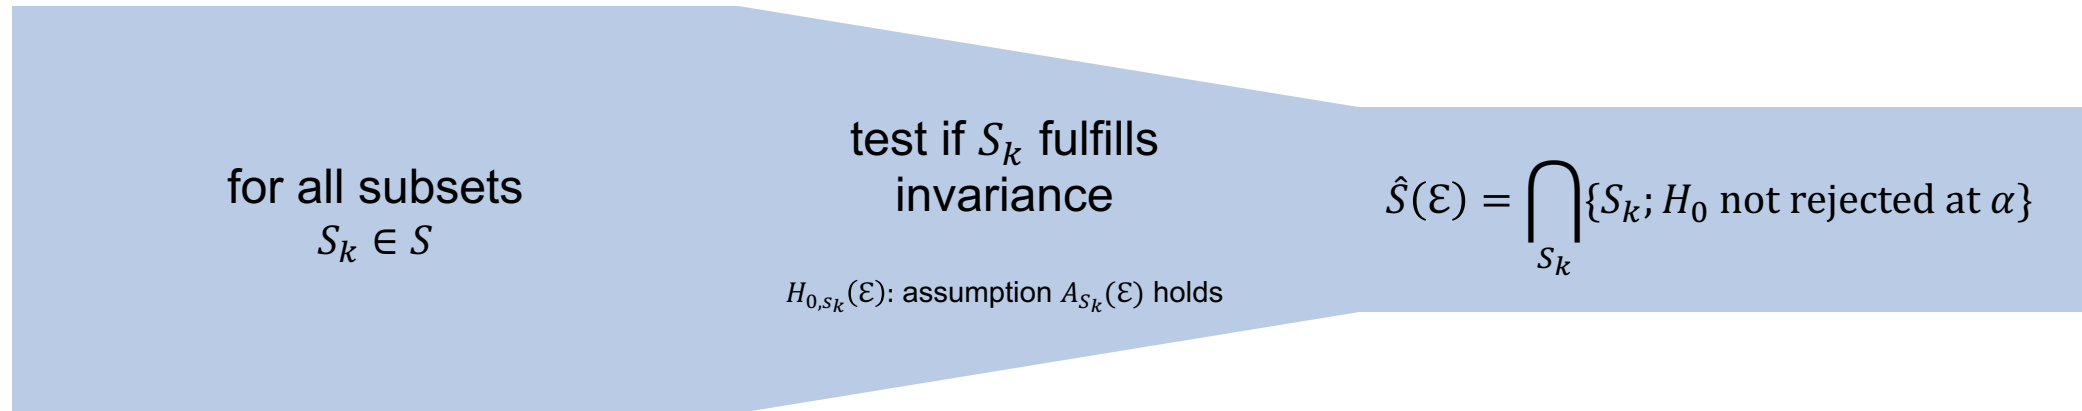 for all subsets
S_k ∈ S
test if S_k fulfills
invariance
H_{0,s_k}(Ɛ): assumption A_{S_k}(Ɛ) holds
Ŝ(Ɛ) = ⋂_{S_k} {S_k; H_0 not rejected at α}